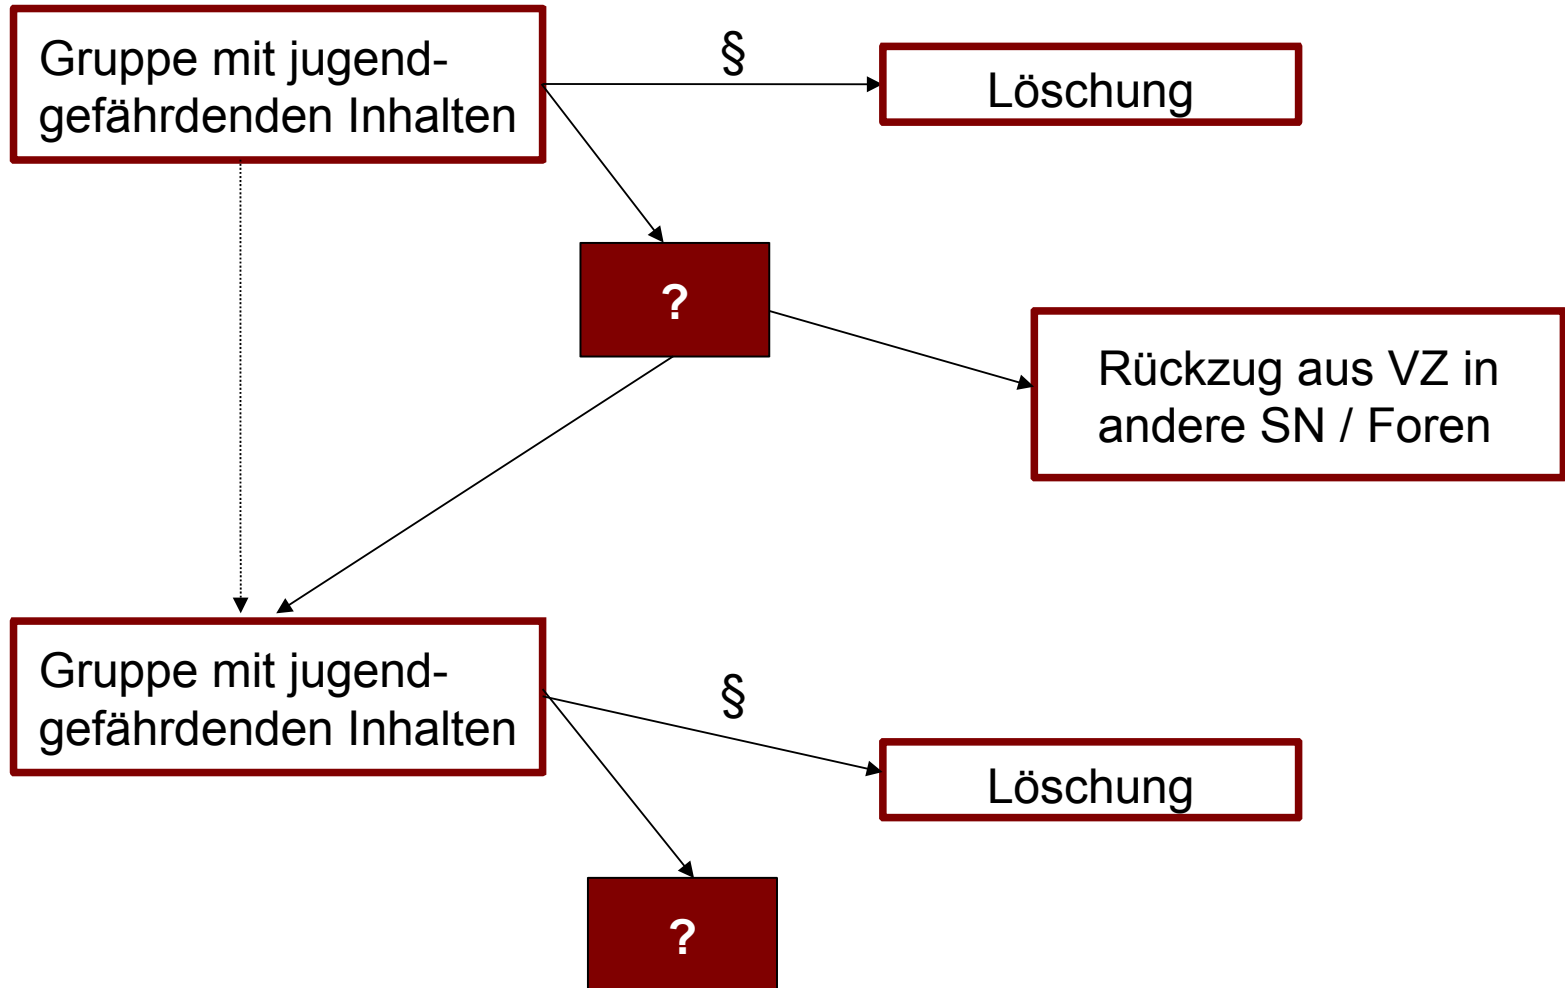 Gruppe mit jugend-
gefährdenden Inhalten
§
Löschung
?
Rückzug aus VZ in
andere SN / Foren
Gruppe mit jugend-
gefährdenden Inhalten
§
Löschung
?